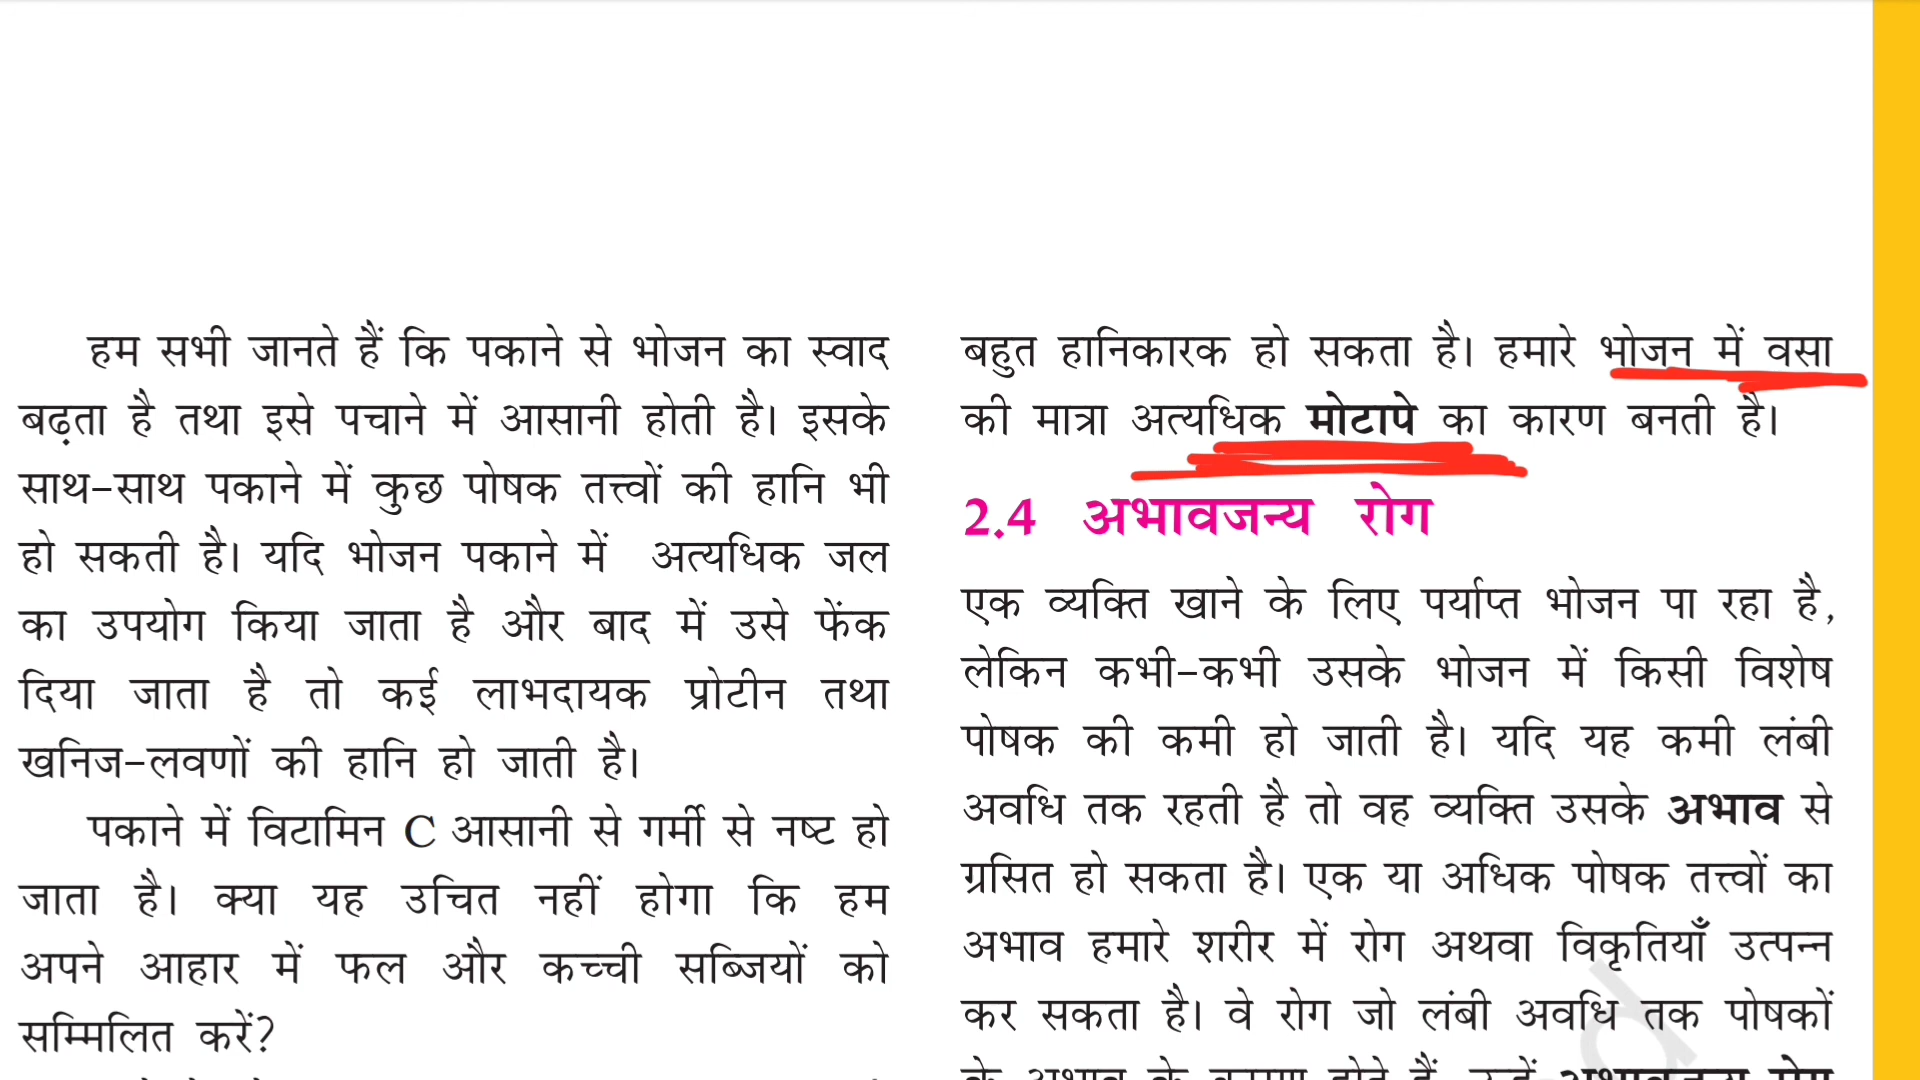 हम सभी जानते हैं कि पकाने से भोजन का स्वाद
बढ़ता है तथा इसे पचाने में आसानी होती है। इसके
साथ-साथ पकाने में कुछ पोषक तत्त्वों की हानि भी
हो सकती है। यदि भोजन पकाने में अत्यधिक जल
का उपयोग किया जाता है और बाद में उसे फेंक
दिया जाता है तो कई लाभदायक प्रोटीन तथा
खनिज-लवणों की हानि हो जाती है।
पकाने में विटामिन C आसानी से गर्मी से नष्ट हो
जाता है। क्या यह उचित नहीं होगा कि हम
अपने आहार में फल और कच्ची सब्जियों को
सम्मिलित करें?
बहुत हानिकारक हो सकता है। हमारे भोजन में वसा
की मात्रा अत्यधिक मोटापे का कारण बनती है।
2.4 अभावजन्य रोग
एक व्यक्ति खाने के लिए पर्याप्त भोजन पा रहा है,
लेकिन कभी-कभी उसके भोजन में किसी विशेष
पोषक की कमी हो जाती है। यदि यह कमी लंबी
अवधि तक रहती है तो वह व्यक्ति उसके अभाव से
ग्रसित हो सकता है। एक या अधिक पोषक तत्त्वों का
अभाव हमारे शरीर में रोग अथवा विकृतियाँ उत्पन्न
कर सकता है। वे रोग जो लंबी अवधि तक पोषकों
के अभाव के कारण होते हैं, उन्हें अभावजन्य रोग